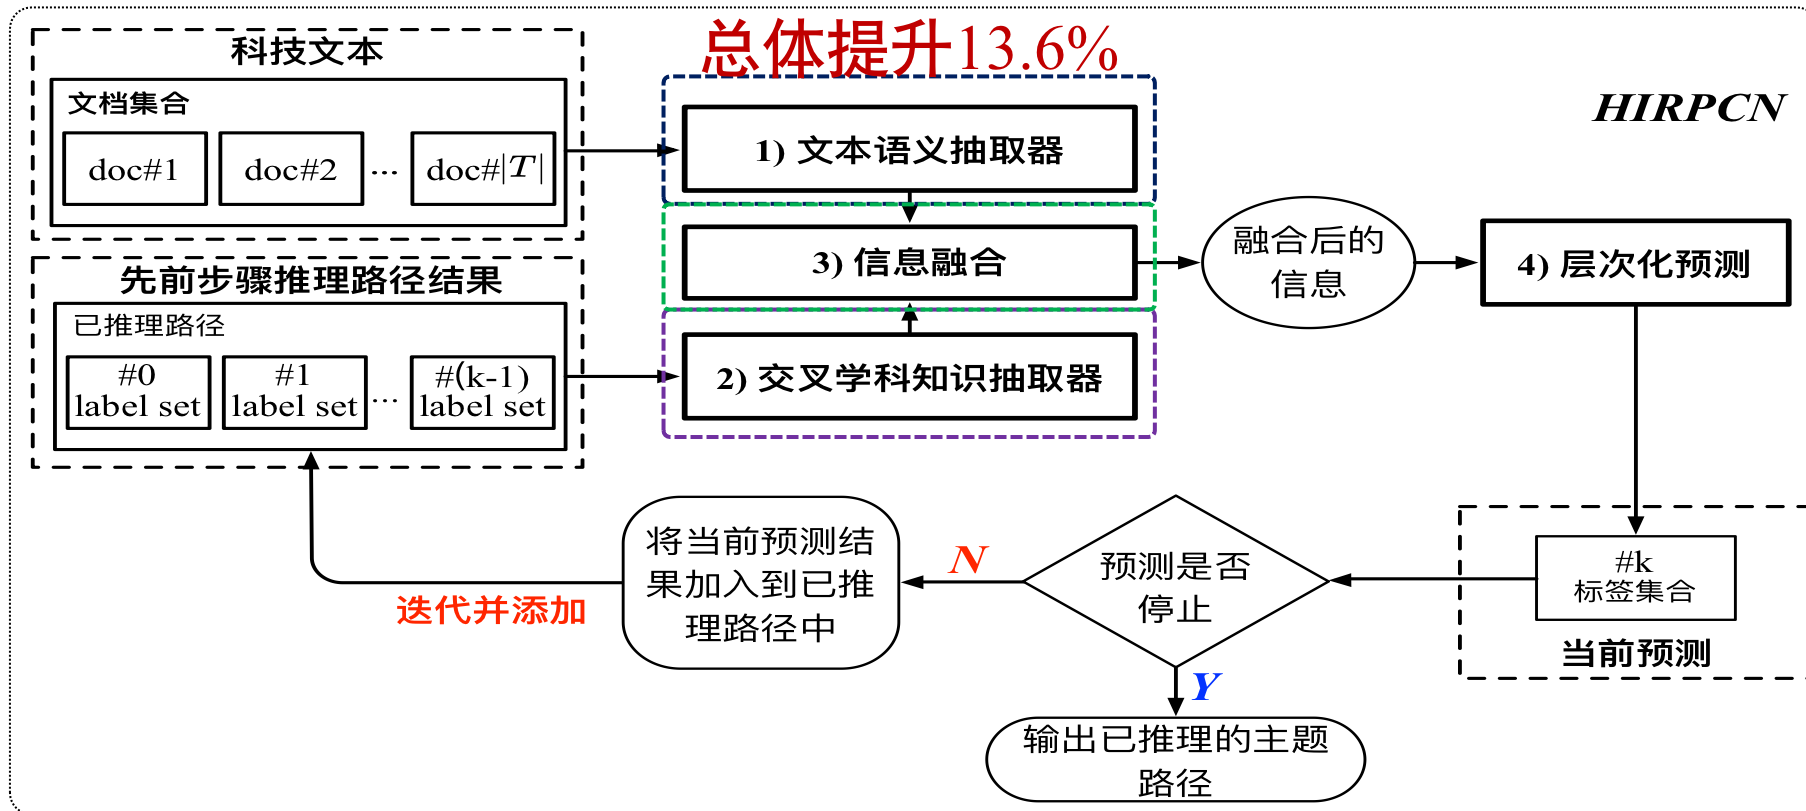 总体提升13.6%
科技文本
文档集合
doc#1
doc#2
...
doc#|T|
1) 文本语义抽取器
HIRPCN
3) 信息融合
融合后的
信息
4) 层次化预测
先前步骤推理路径结果
已推理路径
#0
label set
#1
label set
...
#(k-1)
label set
2) 交叉学科知识抽取器
将当前预测结
果加入到已推
理路径中
N
预测是否
停止
#k
标签集合
当前预测
迭代并添加
Y
输出已推理的主题
路径